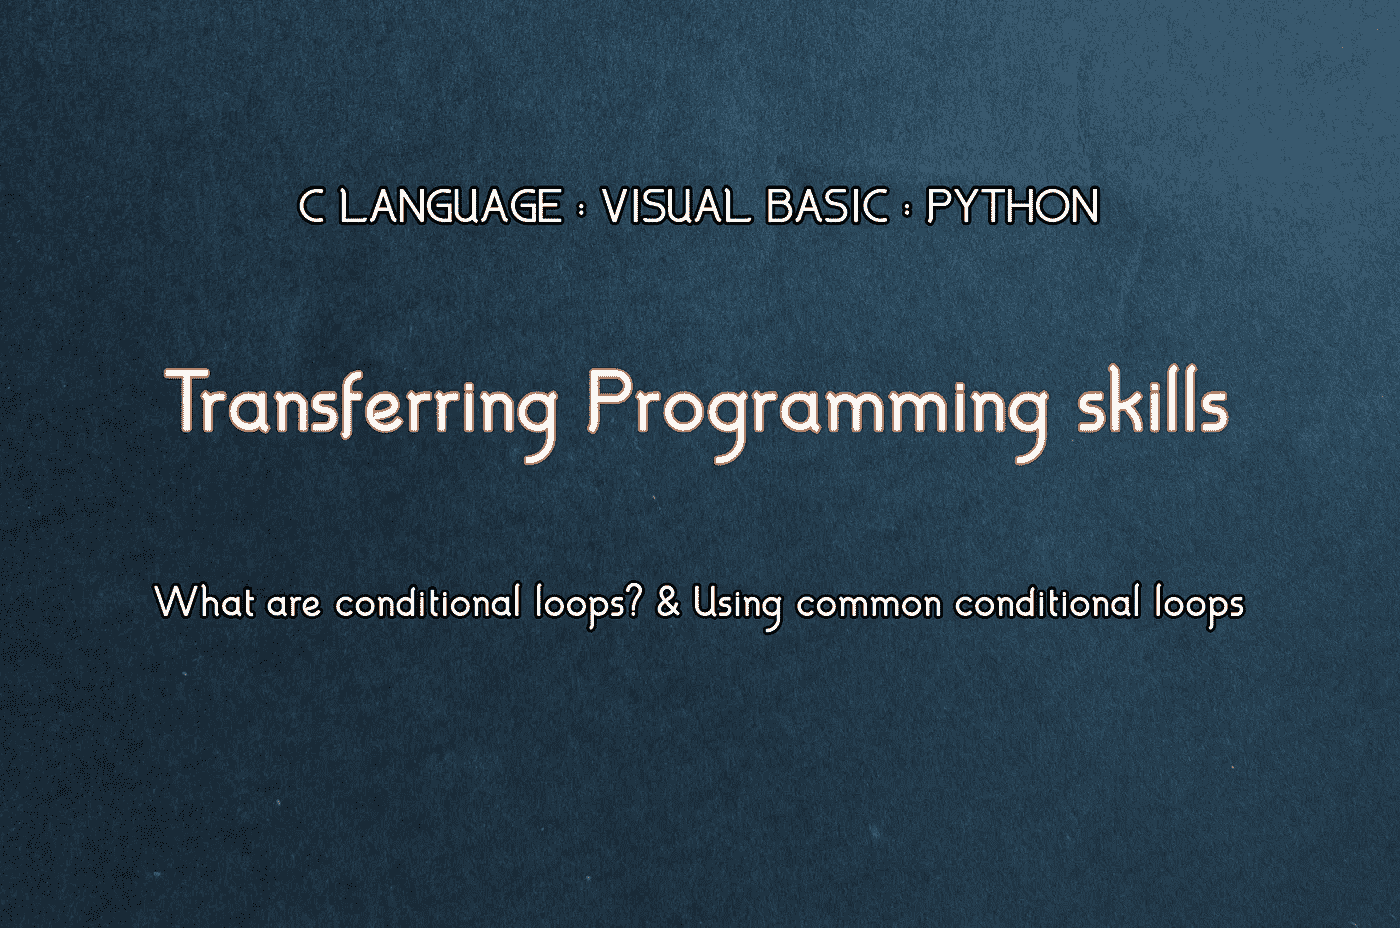 C LANGUAGE : VISUAL BASIC : PYTHON
Transferring Programming skills
What are conditional loops? & Using common conditional loops